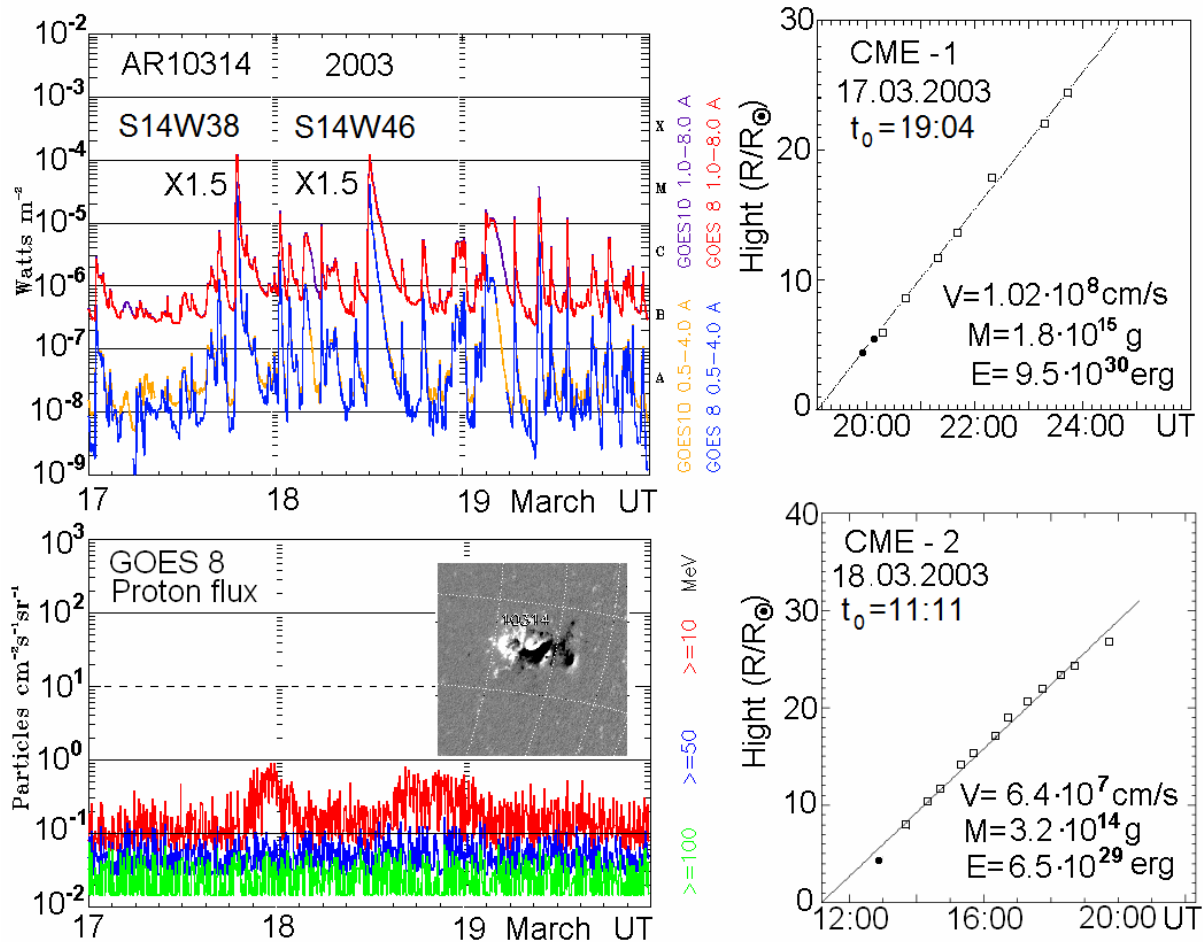 10⁻²
10⁻³
10⁻⁴
10⁻⁵
10⁻⁶
10⁻⁷
10⁻⁸
10⁻⁹
Watts m⁻²
AR10314 2003
S14W38 S14W46
X1.5 X1.5
X
M
C
B
A
GOES10 1.0–8.0 A
GOES 8 1.0–8.0 A
GOES10 0.5–4.0 A
GOES 8 0.5–4.0 A
17 18 19 March UT
30
20
10
0
Hight (R/R⊙)
CME -1
17.03.2003
t₀=19:04
V=1.02·10⁸cm/s
M=1.8·10¹⁵ g
E= 9.5·10³⁰erg
20:00 22:00 24:00 UT
10³
10²
10¹
10⁰
10⁻¹
10⁻²
Particles cm⁻²s⁻¹sr⁻¹
GOES 8
Proton flux
10314
MeV
>=10
>=50
>=100
17 18 19 March UT
40
30
20
10
0
Hight (R/R⊙)
CME - 2
18.03.2003
t₀=11:11
V= 6.4·10⁷cm/s
M=3.2·10¹⁴g
E=6.5·10²⁹ erg
12:00 16:00 20:00 UT